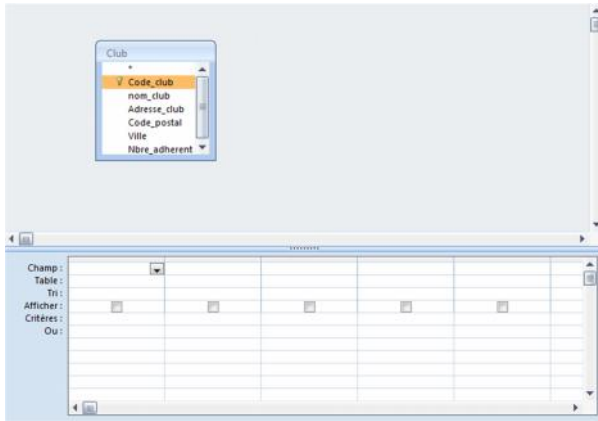 Club
*
Code_club
nom_club
Adresse_club
Code_postal
Ville
Nbre_adherent
Champ :
Table :
Tri :
Afficher :
Critères :
Ou :